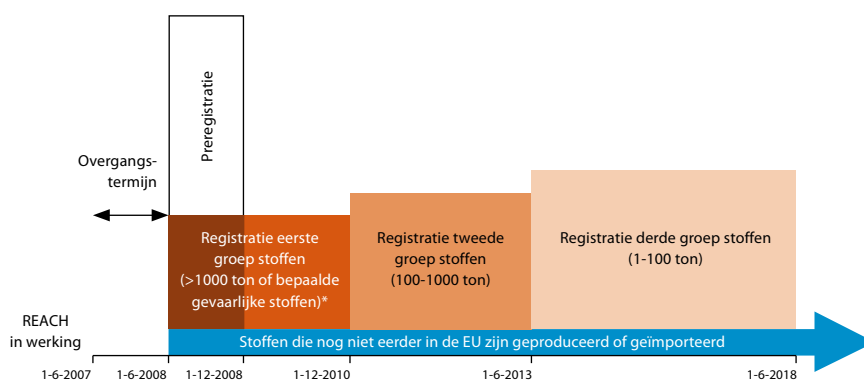 Preregistratie
Overgangs-
termijn
Registratie eerste
groep stoffen
(>1000 ton of bepaalde
gevaarlijke stoffen)*
Registratie tweede
groep stoffen
(100-1000 ton)
Registratie derde groep stoffen
(1-100 ton)
REACH
in werking
Stoffen die nog niet eerder in de EU zijn geproduceerd of geïmporteerd
1-6-2007
1-6-2008
1-12-2008
1-12-2010
1-6-2013
1-6-2018